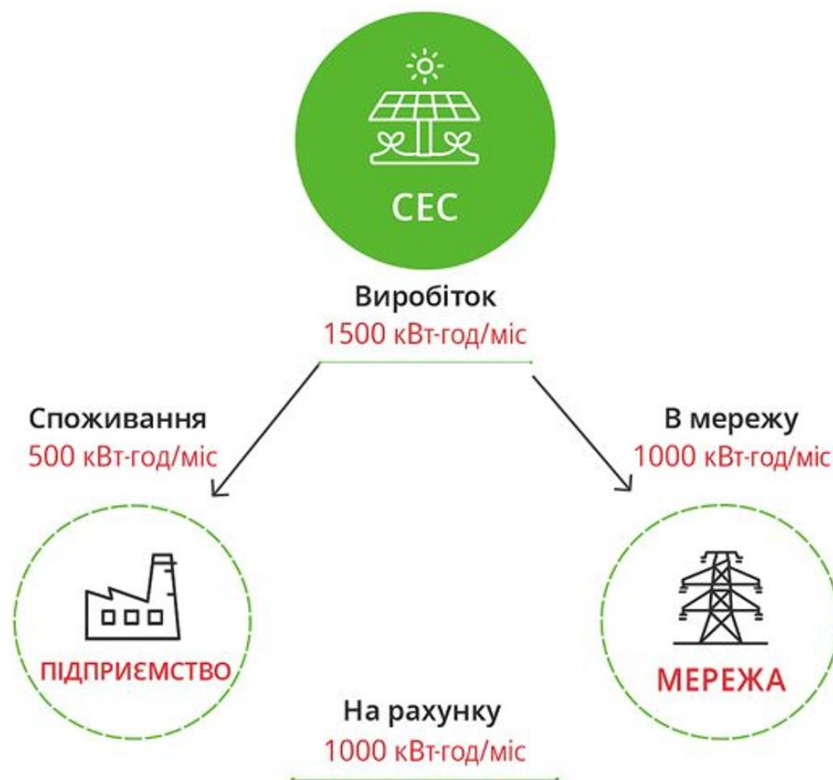 СЕС
Виробіток
1500 кВт-год/міс
Споживання
500 кВт-год/міс
В мережу
1000 кВт-год/міс
ПІДПРИЄМСТВО
МЕРЕЖА
На рахунку
1000 кВт-год/міс